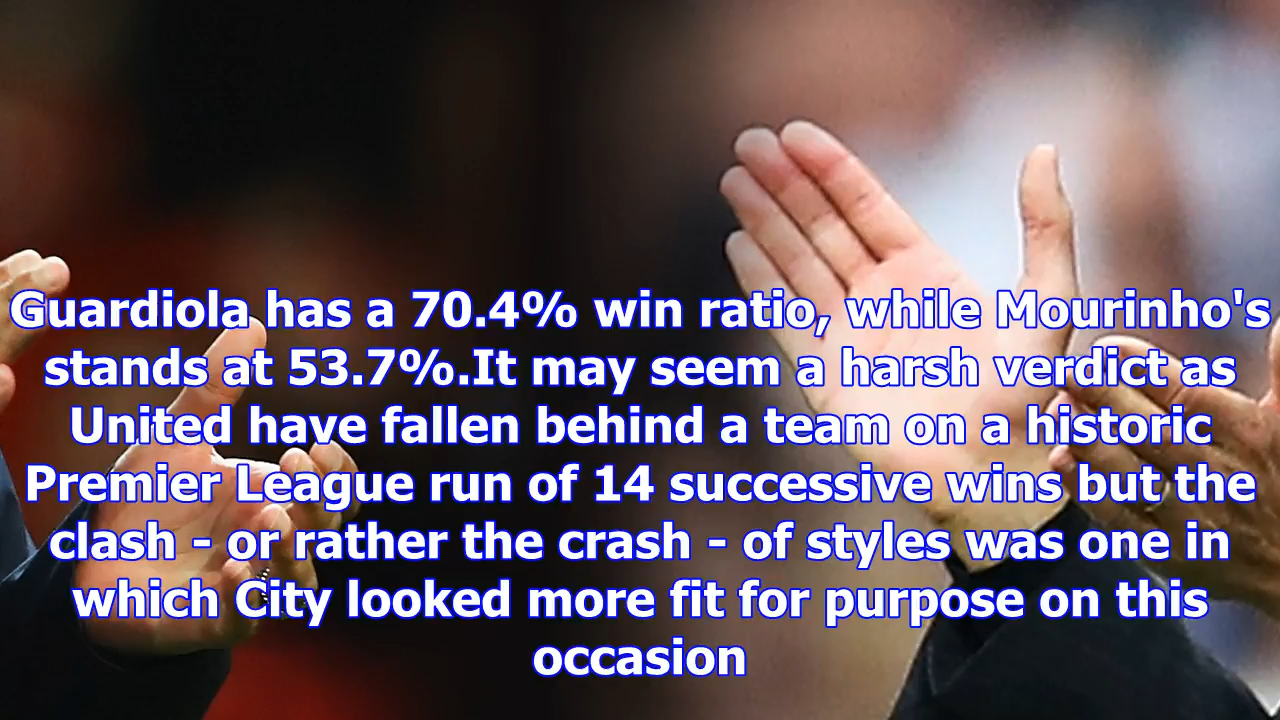 Guardiola has a 70.4% win ratio, while Mourinho's
stands at 53.7%.It may seem a harsh verdict as
United have fallen behind a team on a historic
Premier League run of 14 successive wins but the
clash - or rather the crash - of styles was one in
which City looked more fit for purpose on this
occasion